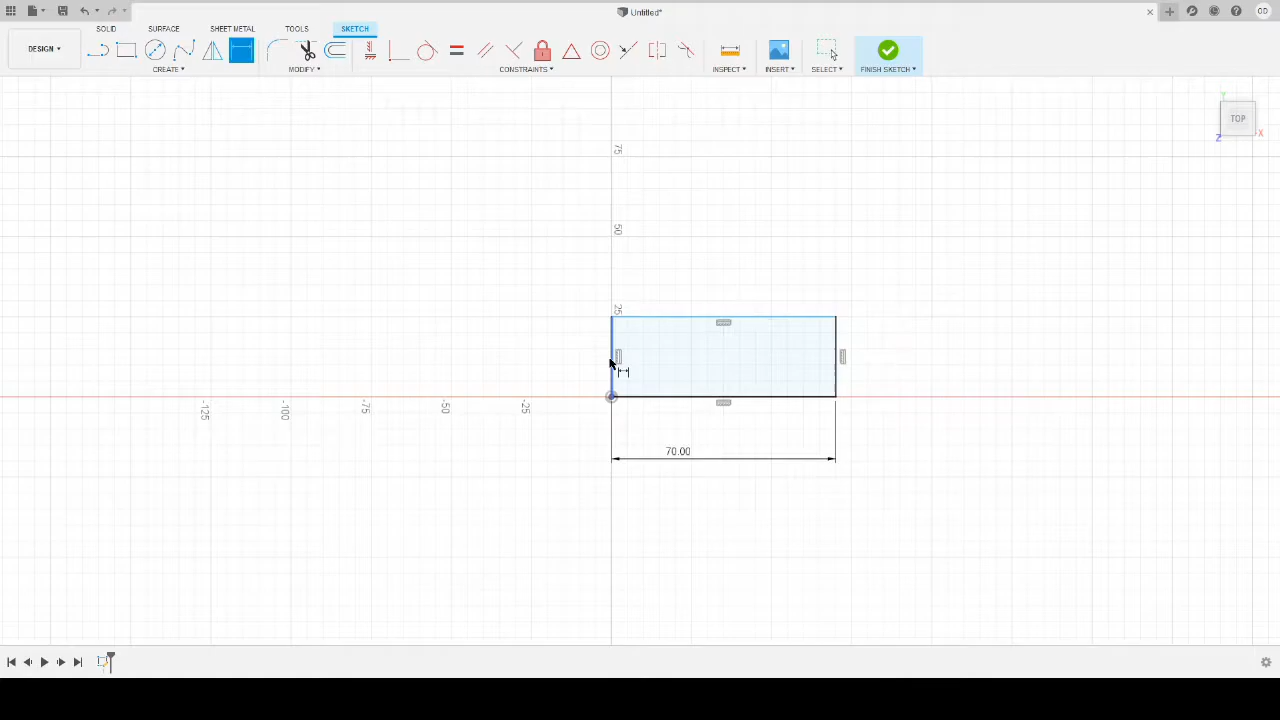 Untitled*
OD
SOLID
SURFACE
SHEET METAL
TOOLS
SKETCH
DESIGN
CREATE
MODIFY
CONSTRAINTS
INSPECT
INSERT
SELECT
FINISH SKETCH
Y
TOP
X
Z
75
50
25
-125
-100
-75
-50
-25
70.00